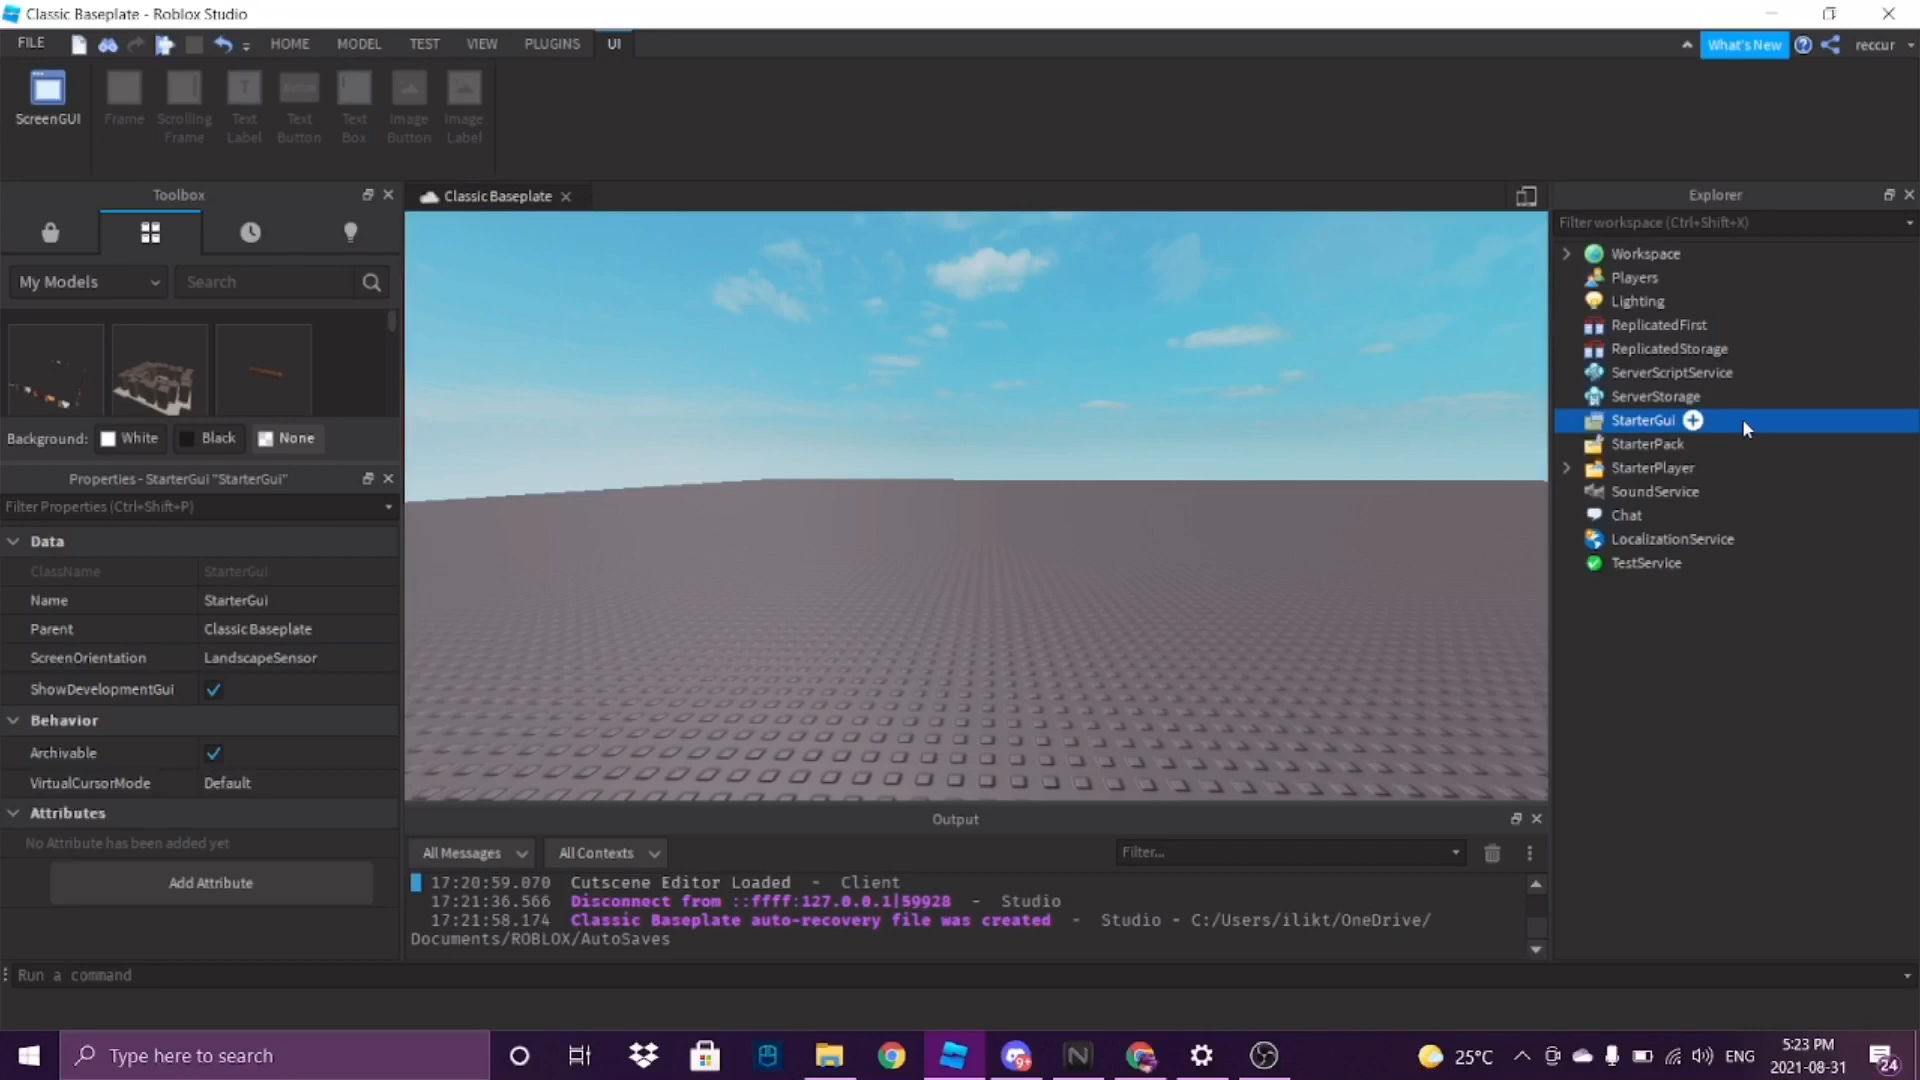 Classic Baseplate - Roblox Studio
FILE
HOME
MODEL
TEST
VIEW
PLUGINS
UI
What's New
reccur
ScreenGUI
Frame
Scrolling
Frame
Text
Label
Button
Text
Button
Text
Box
Image
Button
Image
Label
Toolbox
My Models
Search
Background:
White
Black
None
Properties - StarterGui "StarterGui"
Filter Properties (Ctrl+Shift+P)
Data
ClassName StarterGui
Name StarterGui
Parent Classic Baseplate
ScreenOrientation LandscapeSensor
ShowDevelopmentGui
Behavior
Archivable
VirtualCursorMode Default
Attributes
No Attribute has been added yet
Add Attribute
Classic Baseplate
Explorer
Filter workspace (Ctrl+Shift+X)
Workspace
Players
Lighting
ReplicatedFirst
ReplicatedStorage
ServerScriptService
ServerStorage
StarterGui
StarterPack
StarterPlayer
SoundService
Chat
LocalizationService
TestService
Output
All Messages
All Contexts
Filter...
17:20:59.070 Cutscene Editor Loaded - Client
17:21:36.566 Disconnect from ::ffff:127.0.0.1|59928 - Studio
17:21:58.174 Classic Baseplate auto-recovery file was created - Studio - C:/Users/ilikt/OneDrive/
Documents/ROBLOX/AutoSaves
Run a command
Type here to search
9+
25°C
ENG
5:23 PM
2021-08-31
24